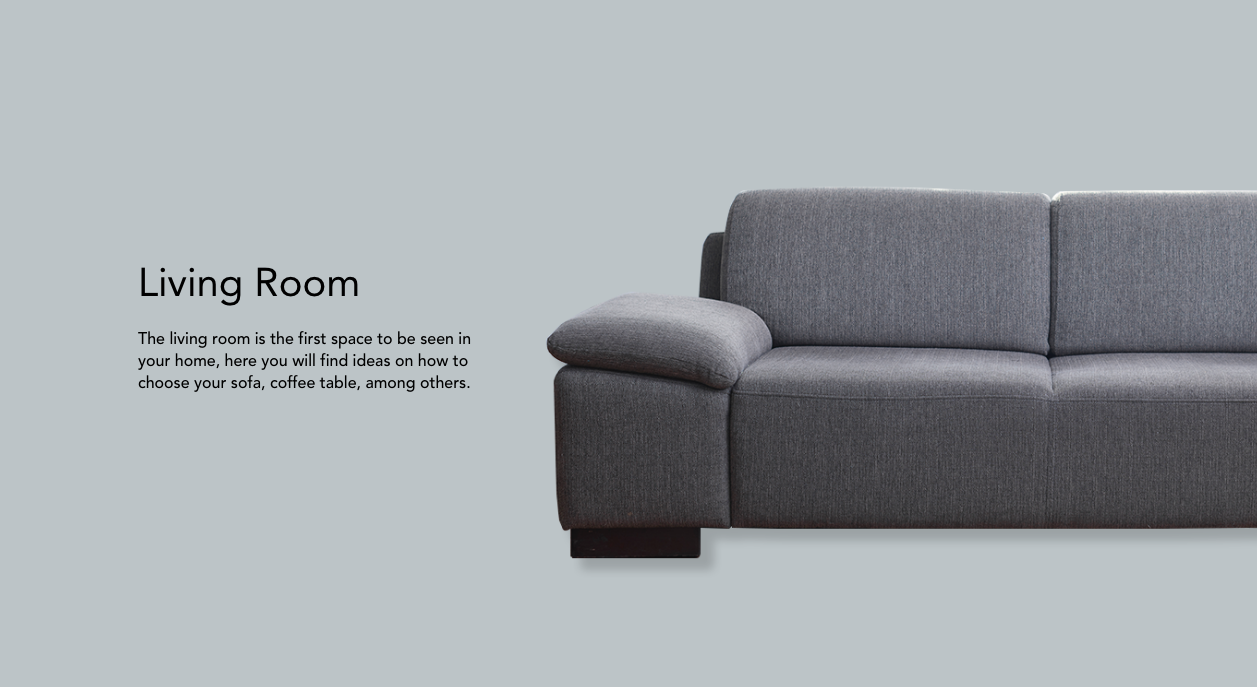 Living Room
The living room is the first space to be seen in
your home, here you will find ideas on how to
choose your sofa, coffee table, among others.